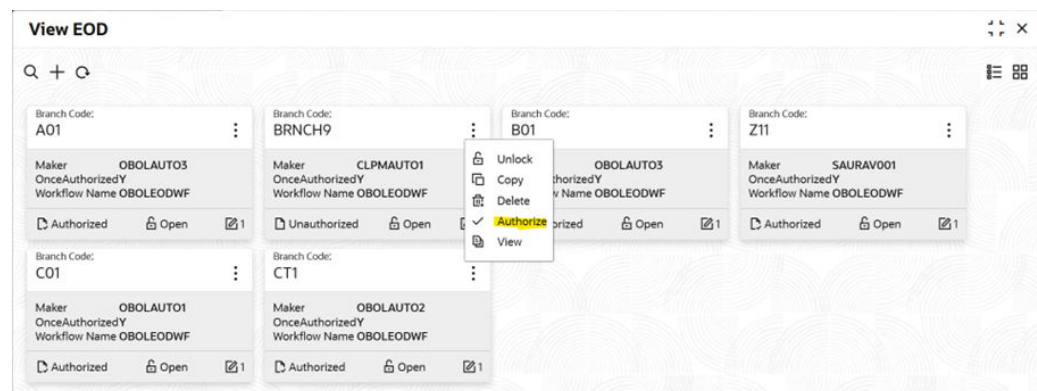 View EOD
Branch Code:
A01
Maker OBOLAUTO3
OnceAuthorizedY
Workflow Name OBOLEODWF
Authorized Open 1
Branch Code:
BRNCH9
Maker CLPMAUTO1
OnceAuthorizedY
Workflow Name OBOLEODWF
Unauthorized Open
Unlock
Copy
Delete
Authorize
View
Branch Code:
B01
OBOLAUTO3
thorizedY
w Name OBOLEODWF
orized Open 1
Branch Code:
Z11
Maker SAURAV001
OnceAuthorizedY
Workflow Name OBOLEODWF
Authorized Open 1
Branch Code:
C01
Maker OBOLAUTO1
OnceAuthorizedY
Workflow Name OBOLEODWF
Authorized Open 1
Branch Code:
CT1
Maker OBOLAUTO2
OnceAuthorizedY
Workflow Name OBOLEODWF
Authorized Open 1